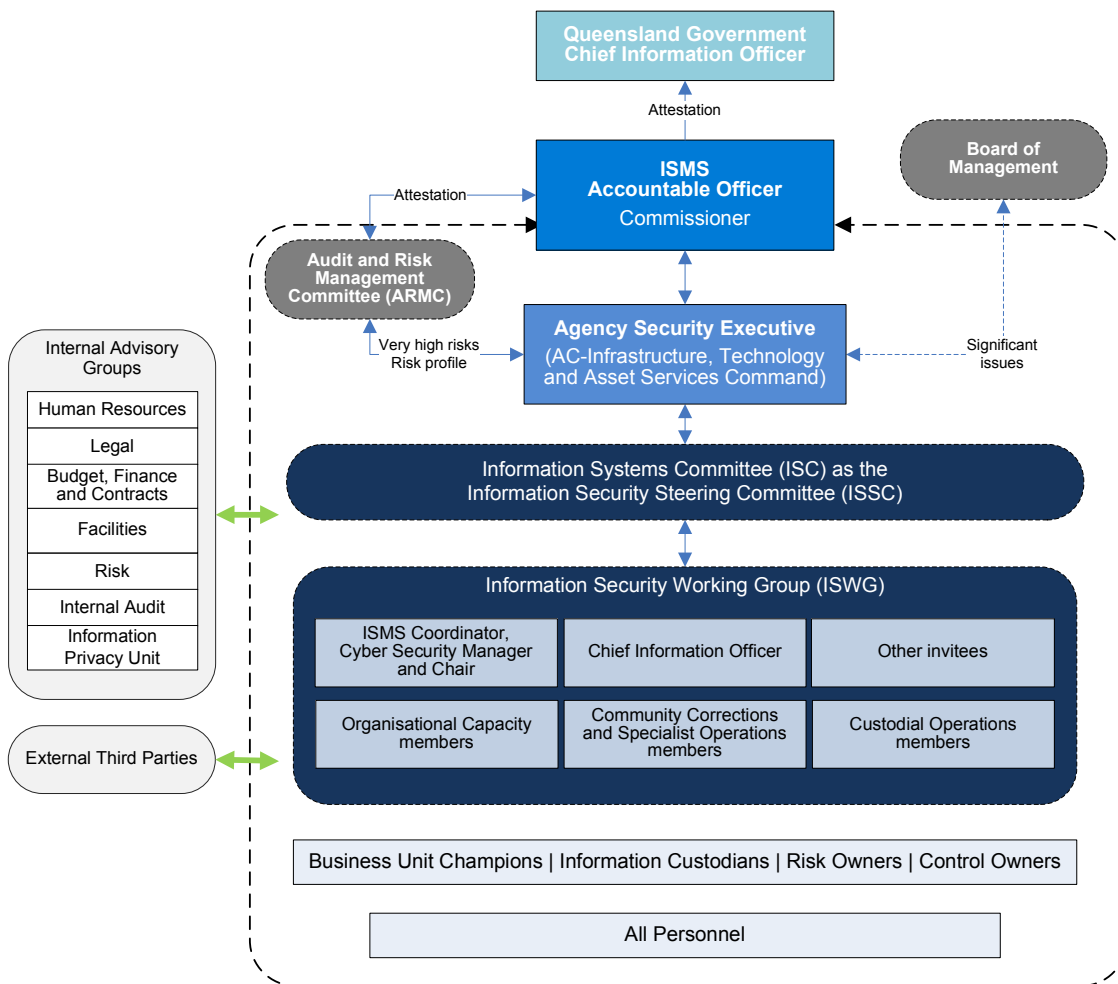 Queensland Government
Chief Information Officer
Attestation
Board of
Management
ISMS
Accountable Officer
Commissioner
Attestation
Audit and Risk
Management
Committee (ARMC)
Agency Security Executive
(AC-Infrastructure, Technology
and Asset Services Command)
Very high risks
Risk profile
Significant
issues
Internal Advisory
Groups
Human Resources
Legal
Budget, Finance
and Contracts
Facilities
Risk
Internal Audit
Information
Privacy Unit
Information Systems Committee (ISC) as the
Information Security Steering Committee (ISSC)
Information Security Working Group (ISWG)
ISMS Coordinator,
Cyber Security Manager
and Chair
Chief Information Officer
Other invitees
Organisational Capacity
members
Community Corrections
and Specialist Operations
members
Custodial Operations
members
External Third Parties
Business Unit Champions | Information Custodians | Risk Owners | Control Owners
All Personnel